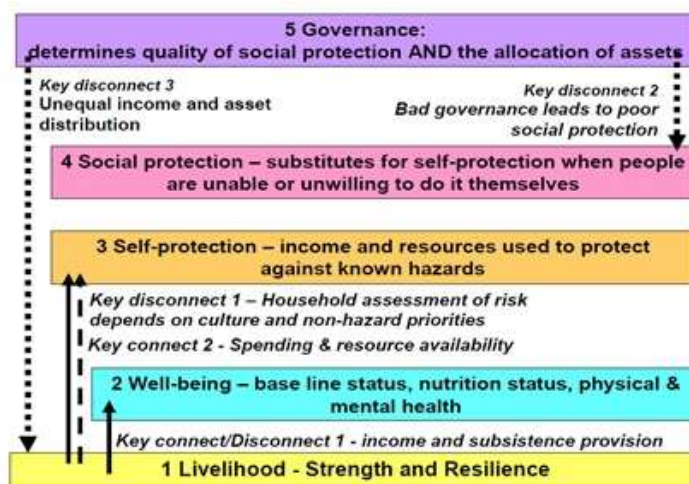 5 Governance:
determines quality of social protection AND the allocation of assets
Key disconnect 3
Unequal income and asset
distribution
Key disconnect 2
Bad governance leads to poor
social protection
4 Social protection – substitutes for self-protection when people
are unable or unwilling to do it themselves
3 Self-protection – income and resources used to protect
against known hazards
Key disconnect 1 – Household assessment of risk
depends on culture and non-hazard priorities
Key connect 2 - Spending & resource availability
2 Well-being – base line status, nutrition status, physical &
mental health
Key connect/Disconnect 1 - income and subsistence provision
1 Livelihood - Strength and Resilience